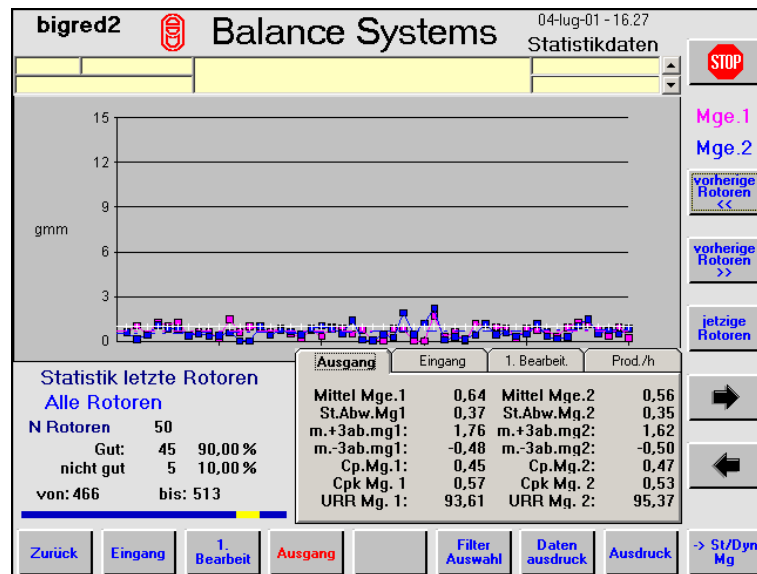 bigred2 Balance Systems 04-lug-01 - 16.27
Statistikdaten
STOP
Mge.1
Mge.2
vorherige
Rotoren
<<
vorherige
Rotoren
>>
jetzige
Rotoren
15
12
9
gmm
6
3
0
Statistik letzte Rotoren
Alle Rotoren
N Rotoren 50
Gut: 45 90,00 %
nicht gut 5 10,00 %
von: 466 bis: 513
Ausgang Eingang 1. Bearbeit. Prod./h
Mittel Mge.1 0,64 Mittel Mge.2 0,56
St.Abw.Mg1 0,37 St.Abw.Mg.2 0,35
m.+3ab.mg1: 1,76 m.+3ab.mg2: 1,62
m.-3ab.mg1: -0,48 m.-3ab.mg2: -0,50
Cp.Mg.1: 0,45 Cp.Mg.2: 0,47
Cpk Mg. 1 0,57 Cpk Mg. 2 0,53
URR Mg. 1: 93,61 URR Mg. 2: 95,37
Zurück
Eingang
1.
Bearbeit
Ausgang
Filter
Auswahl
Daten
ausdruck
Ausdruck
-> St/Dyn
Mg